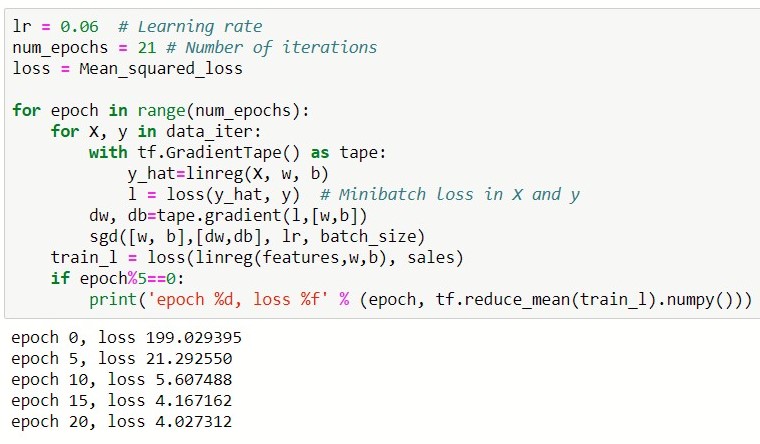 lr = 0.06  # Learning rate
num_epochs = 21 # Number of iterations
loss = Mean_squared_loss

for epoch in range(num_epochs):
    for X, y in data_iter:
        with tf.GradientTape() as tape:
            y_hat=linreg(X, w, b)
            l = loss(y_hat, y)  # Minibatch loss in X and y
        dw, db=tape.gradient(l,[w,b])
        sgd([w, b],[dw,db], lr, batch_size)
    train_l = loss(linreg(features,w,b), sales)
    if epoch%5==0:
        print('epoch %d, loss %f' % (epoch, tf.reduce_mean(train_l).numpy()))
epoch 0, loss 199.029395
epoch 5, loss 21.292550
epoch 10, loss 5.607488
epoch 15, loss 4.167162
epoch 20, loss 4.027312